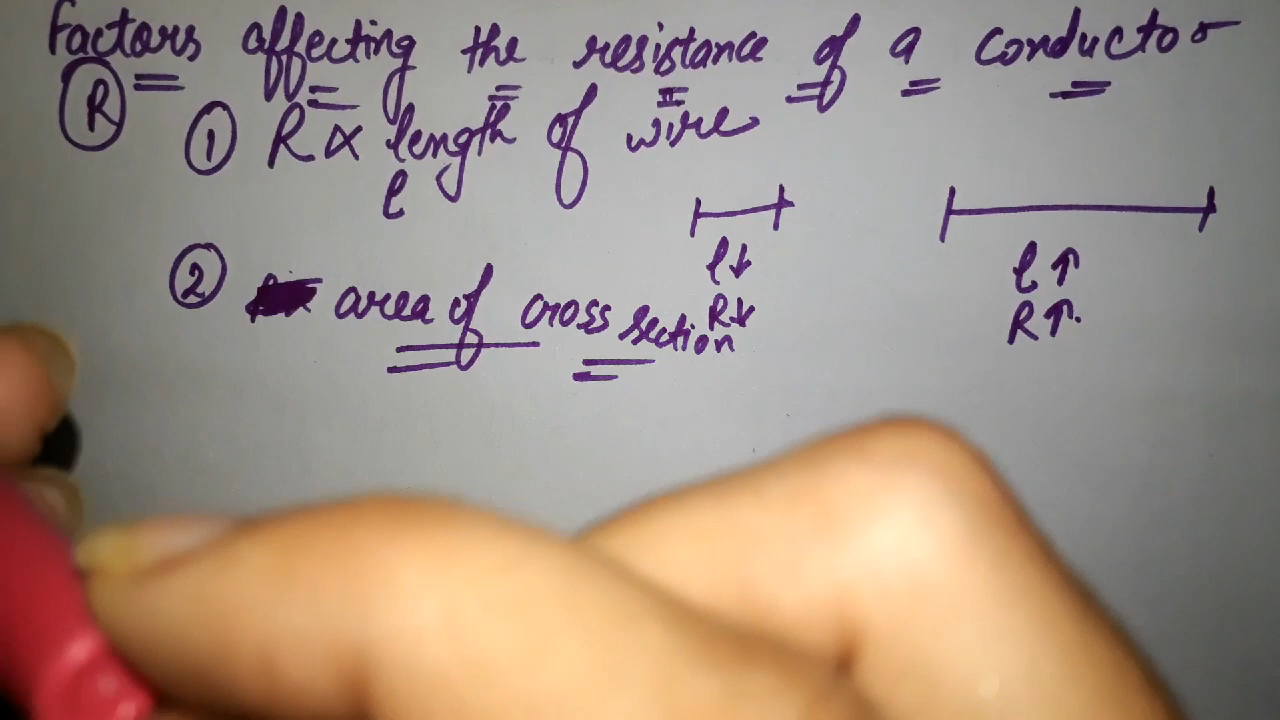 Factors affecting the resistance of a conductor
R
① R ∝ length of wire
l
l↓
R↓
l↑
R↑
② area of cross section